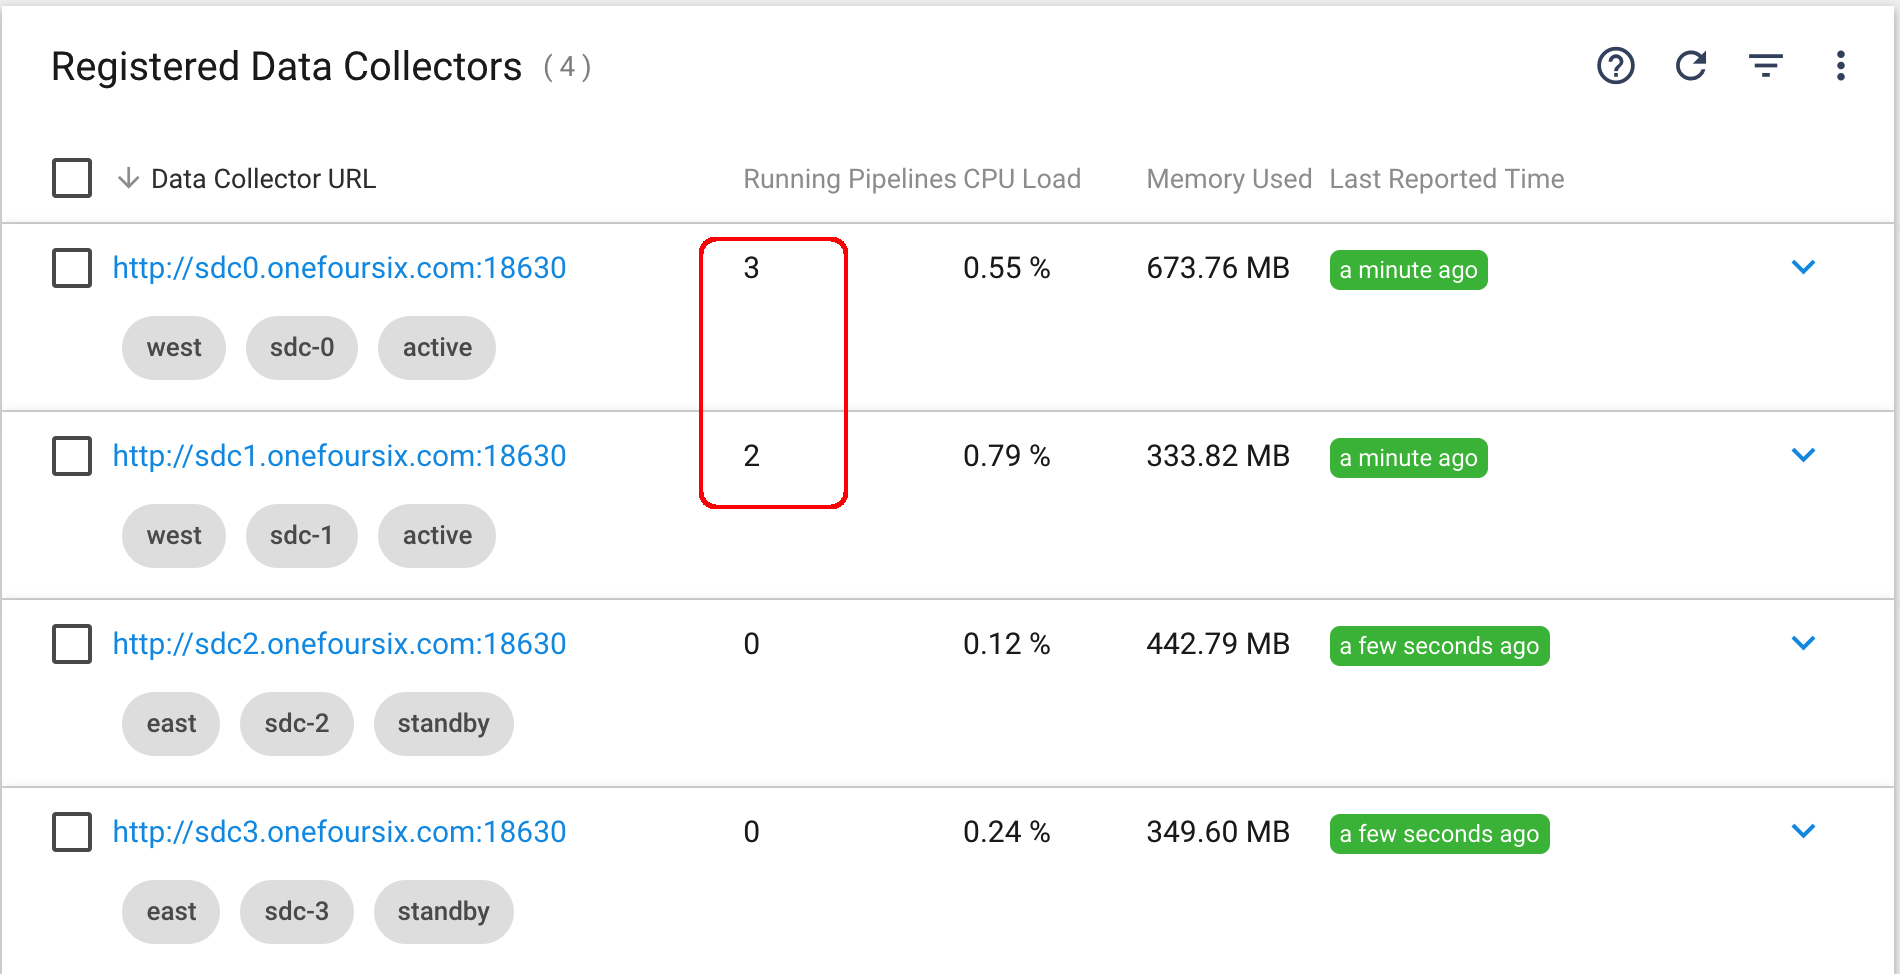 Registered Data Collectors ( 4 )
Data Collector URL Running Pipelines CPU Load Memory Used Last Reported Time
http://sdc0.onefoursix.com:18630 3 0.55 % 673.76 MB a minute ago
west sdc-0 active
http://sdc1.onefoursix.com:18630 2 0.79 % 333.82 MB a minute ago
west sdc-1 active
http://sdc2.onefoursix.com:18630 0 0.12 % 442.79 MB a few seconds ago
east sdc-2 standby
http://sdc3.onefoursix.com:18630 0 0.24 % 349.60 MB a few seconds ago
east sdc-3 standby